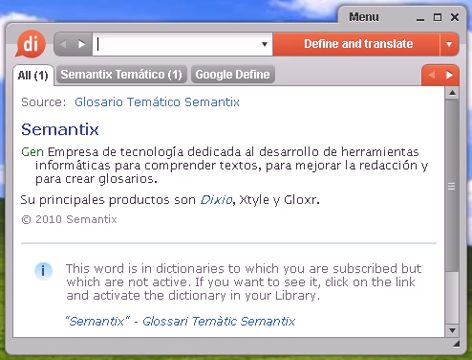 Menu
di
Define and translate
All (1) Semantix Temático (1) Google Define
Source: Glosario Temático Semantix
Semantix
Gen Empresa de tecnología dedicada al desarrollo de herramientas
informáticas para comprender textos, para mejorar la redacción y
para crear glosarios.
Su principales productos son Dixio, Xtyle y Gloxr.
© 2010 Semantix
i
This word is in dictionaries to which you are subscribed but
which are not active. If you want to see it, click on the link
and activate the dictionary in your Library.
"Semantix" - Glossari Temàtic Semantix